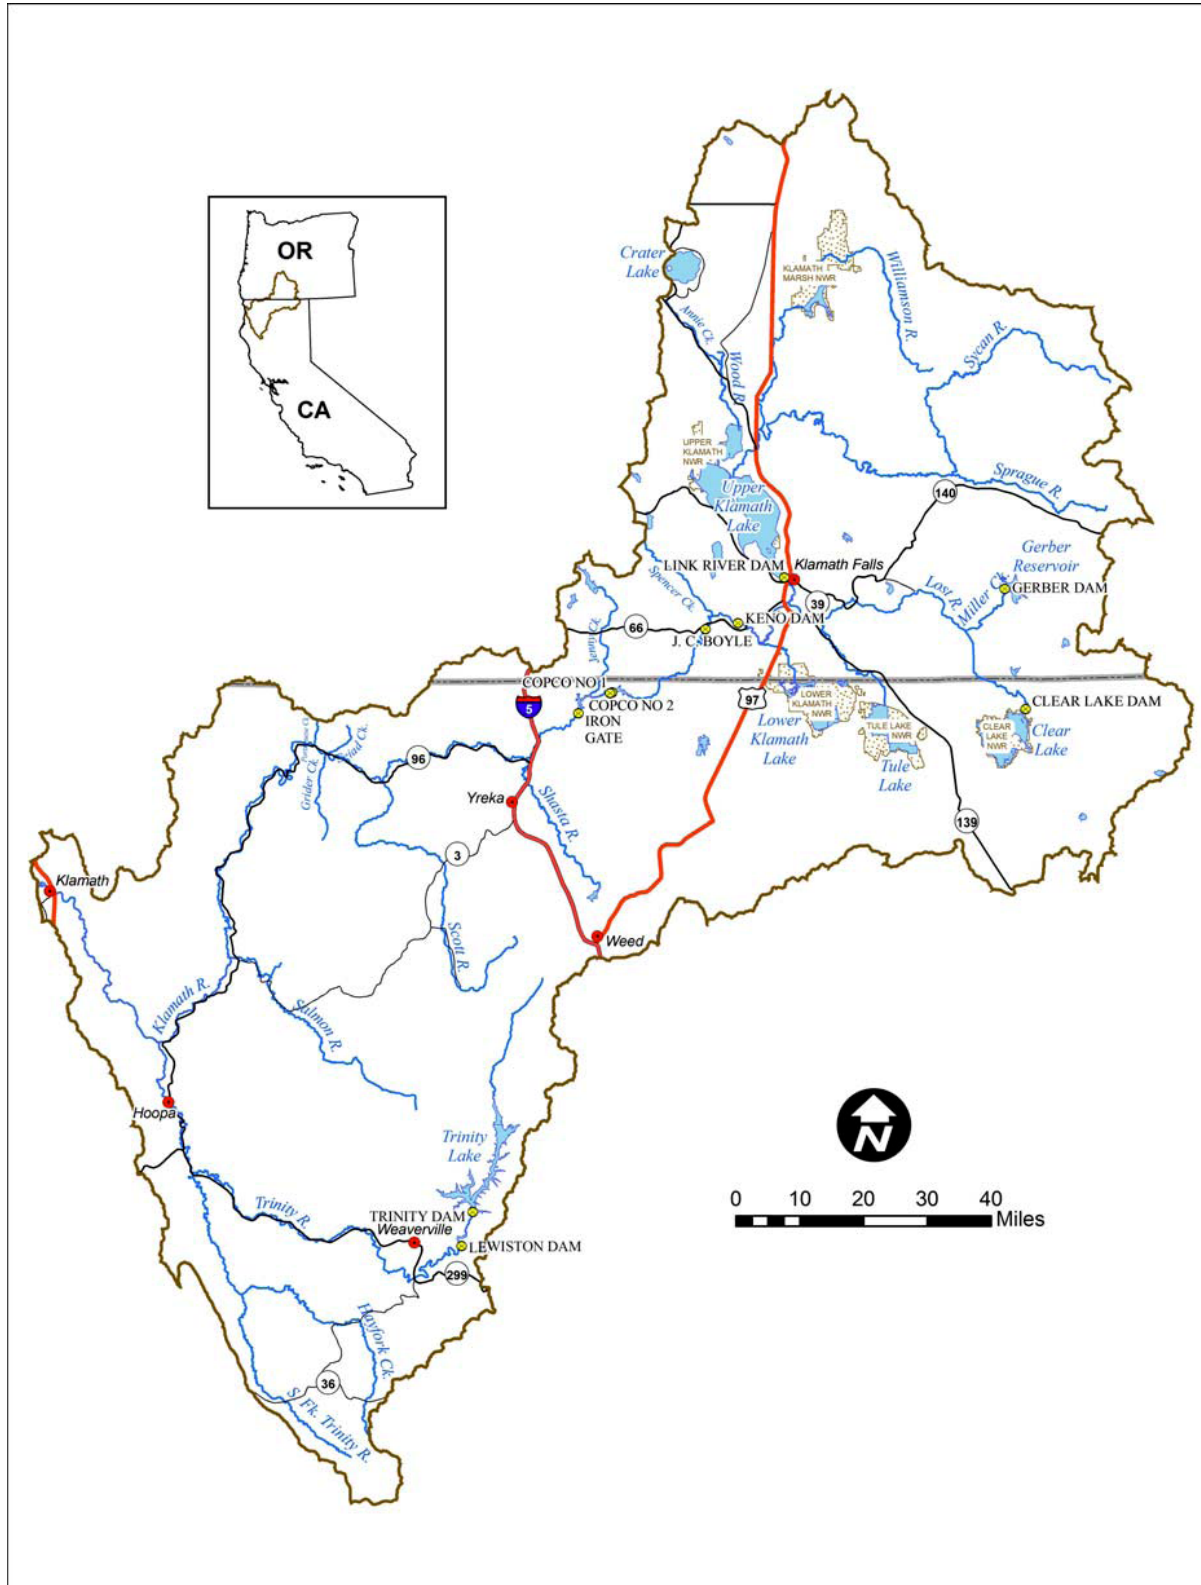 OR
CA
Crater
Lake
KLAMATH
MARSH NWR
Williamson R.
Annie Ck.
Wood R.
Sycan R.
UPPER
KLAMATH
NWR
Upper
Klamath
Lake
Sprague R.
140
LINK RIVER DAM
Klamath Falls
Gerber
Reservoir
GERBER DAM
Spencer Ck.
Lost R.
Miller Ck.
39
KENO DAM
66
J. C. BOYLE
Jenny Ck.
COPCO NO 1
COPCO NO 2
IRON
GATE
5
97
LOWER
KLAMATH
NWR
Lower
Klamath
Lake
TULE LAKE
NWR
Tule
Lake
CLEAR LAKE DAM
CLEAR
LAKE
NWR
Clear
Lake
Grider Ck.
96
Yreka
Shasta R.
139
3
Klamath
Scott R.
Weed
Klamath R.
Salmon R.
Hoopa
Trinity
Lake
N
Trinity R.
TRINITY DAM
Weaverville
LEWISTON DAM
299
0 10 20 30 40
Miles
Hayfork Ck.
36
S. Fk. Trinity R.